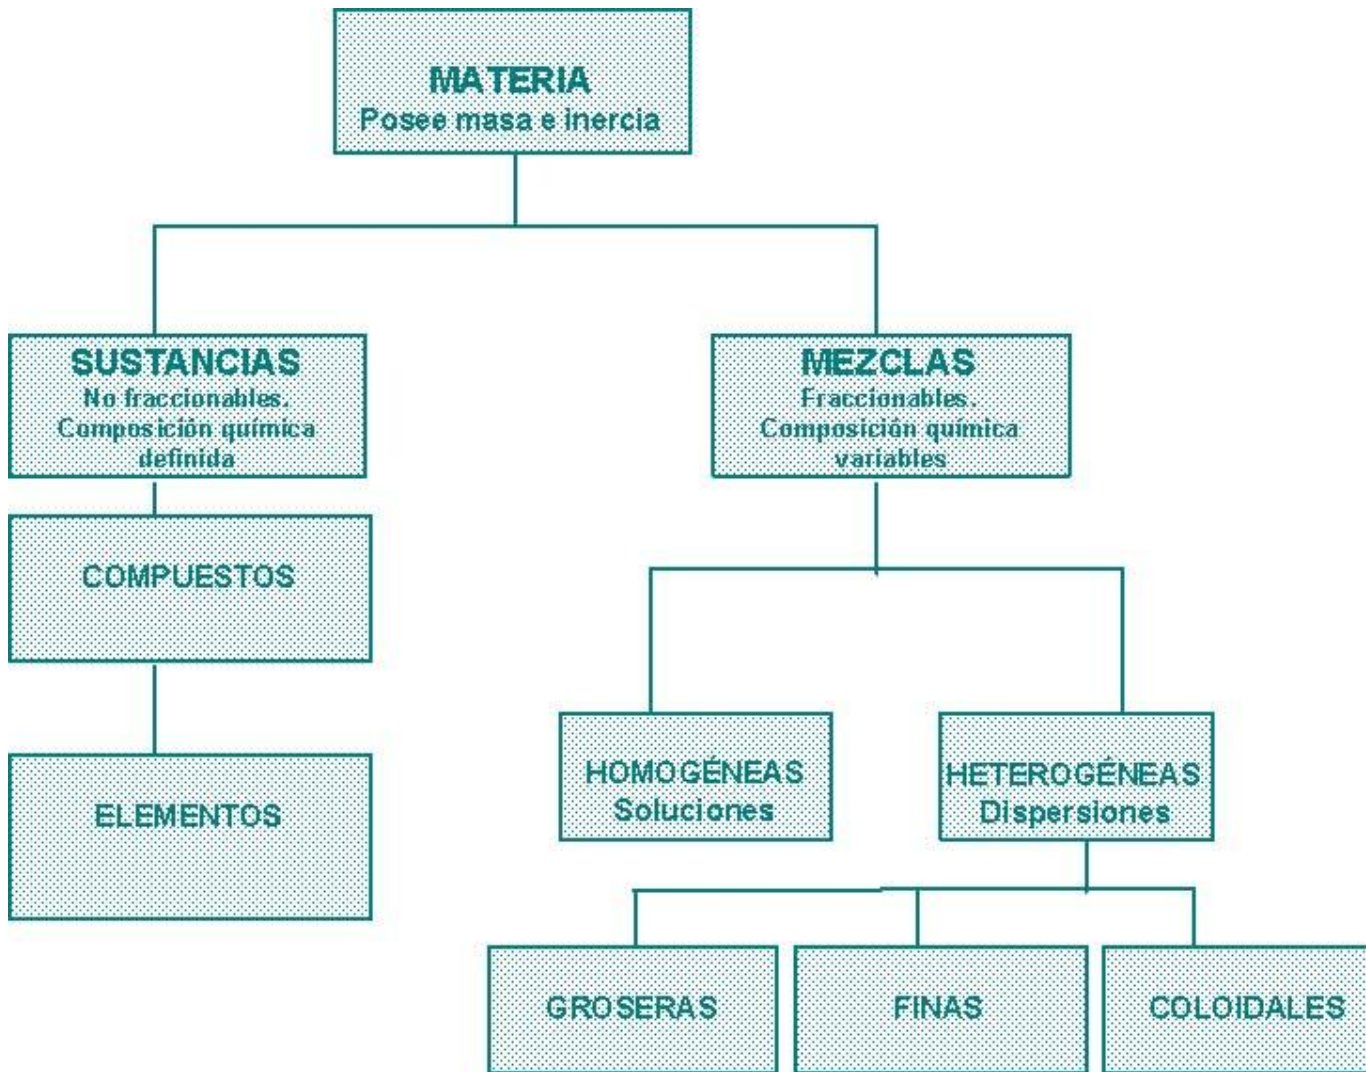 MATERIA
Posee masa e inercia
SUSTANCIAS
No fraccionables.
Composición química
definida
MEZCLAS
Fraccionables.
Composición química
variables
COMPUESTOS
ELEMENTOS
HOMOGÉNEAS
Soluciones
HETEROGÉNEAS
Dispersiones
GROSERAS
FINAS
COLOIDALES